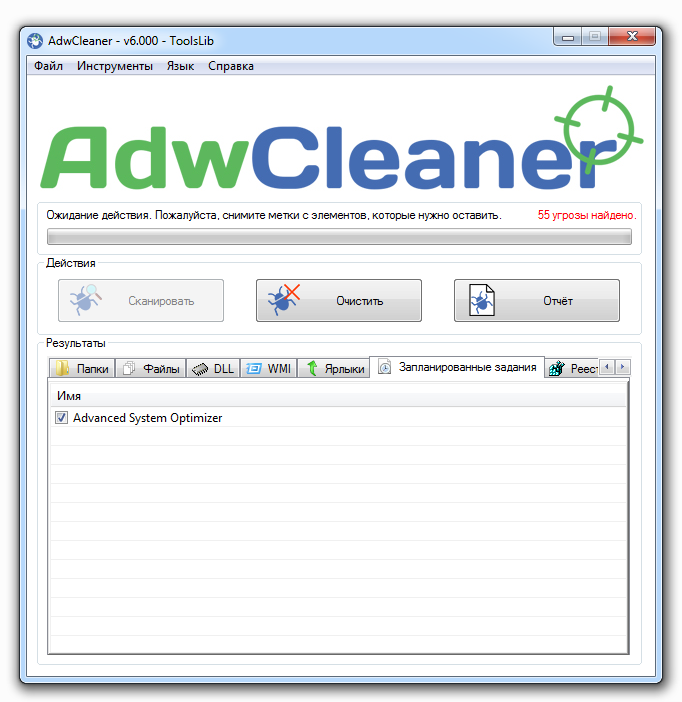 AdwCleaner - v6.000 - ToolsLib
Файл Инструменты Язык Справка
AdwCleaner
Ожидание действия. Пожалуйста, снимите метки с элементов, которые нужно оставить. 55 угрозы найдено.
Действия
Сканировать Очистить Отчёт
Результаты
Папки Файлы DLL WMI Ярлыки Запланированные задания Реест
Имя
Advanced System Optimizer